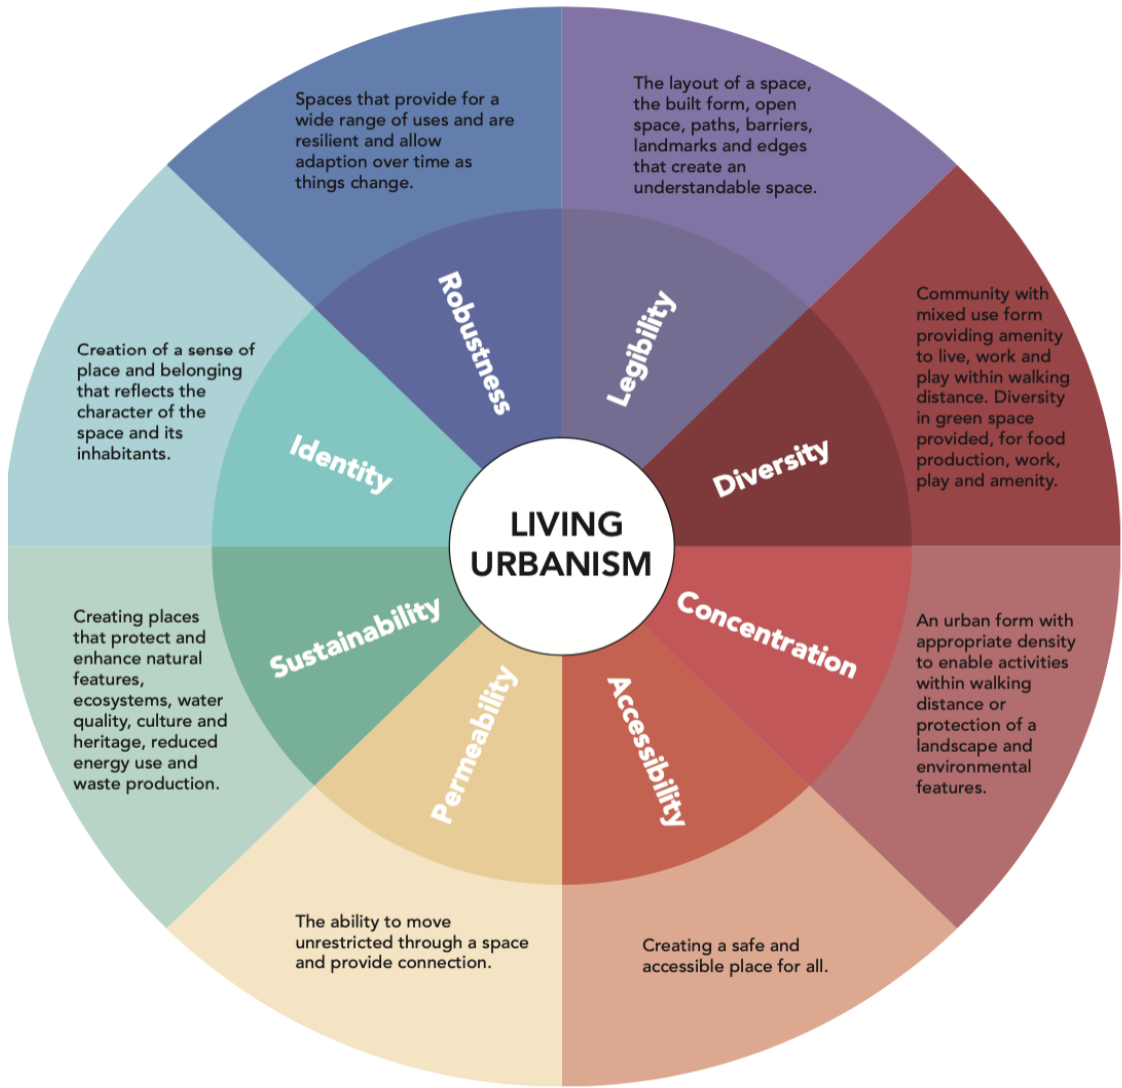 LIVING
URBANISM
Robustness
Spaces that provide for a
wide range of uses and are
resilient and allow
adaption over time as
things change.
Legibility
The layout of a space,
the built form, open
space, paths, barriers,
landmarks and edges
that create an
understandable space.
Diversity
Community with
mixed use form
providing amenity
to live, work and
play within walking
distance. Diversity
in green space
provided, for food
production, work,
play and amenity.
Concentration
An urban form with
appropriate density
to enable activities
within walking
distance or
protection of a
landscape and
environmental
features.
Accessibility
Creating a safe and
accessible place for all.
Permeability
The ability to move
unrestricted through a space
and provide connection.
Sustainability
Creating places
that protect and
enhance natural
features,
ecosystems, water
quality, culture and
heritage, reduced
energy use and
waste production.
Identity
Creation of a sense of
place and belonging
that reflects the
character of the
space and its
inhabitants.